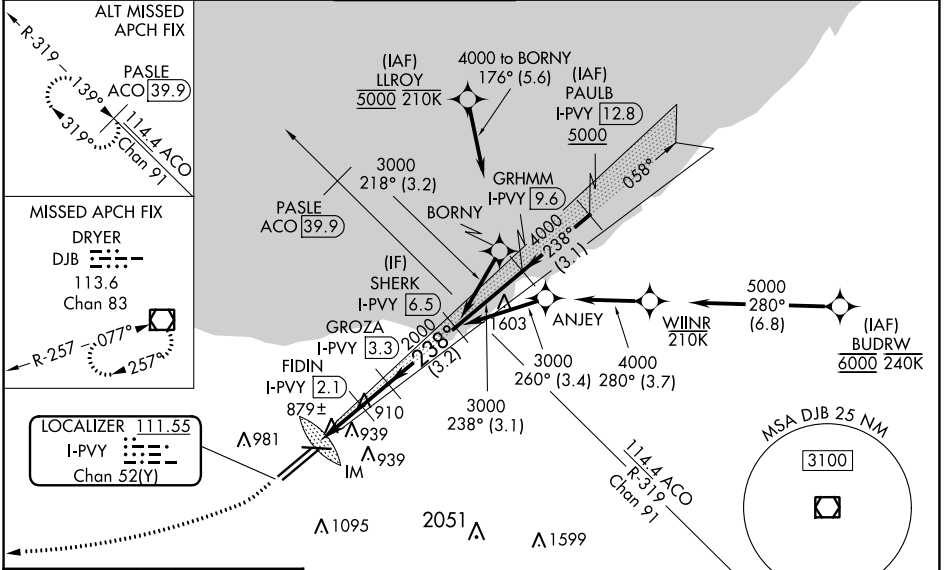 ALT MISSED
APCH FIX
R-319
139°
319°
PASLE
ACO 39.9
114.4 ACO
Chan 91
MISSED APCH FIX
DRYER
DJB
113.6
Chan 83
R-257
077°
257°
LOCALIZER 111.55
I-PVY
Chan 52(Y)
(IAF)
LLROY
5000 210K
4000 to BORNY
176° (5.6)
(IAF)
PAULB
I-PVY 12.8
5000
058°
3000
218° (3.2)
GRHMM
I-PVY 9.6
PASLE
ACO 39.9
BORNY
4000
238°
(3.1)
(IF)
SHERK
I-PVY 6.5
1603
ANJEY
WIINR
210K
5000
280°
(6.8)
(IAF)
BUDRW
6000 240K
GROZA
I-PVY 3.3
2000
238°
(3.2)
3000
260° (3.4)
4000
280° (3.7)
3000
238° (3.1)
FIDIN
I-PVY 2.1
879±
910
981
939
939
IM
114.4 ACO
R-319
Chan 91
MSA DJB 25 NM
3100
1095
2051
1599